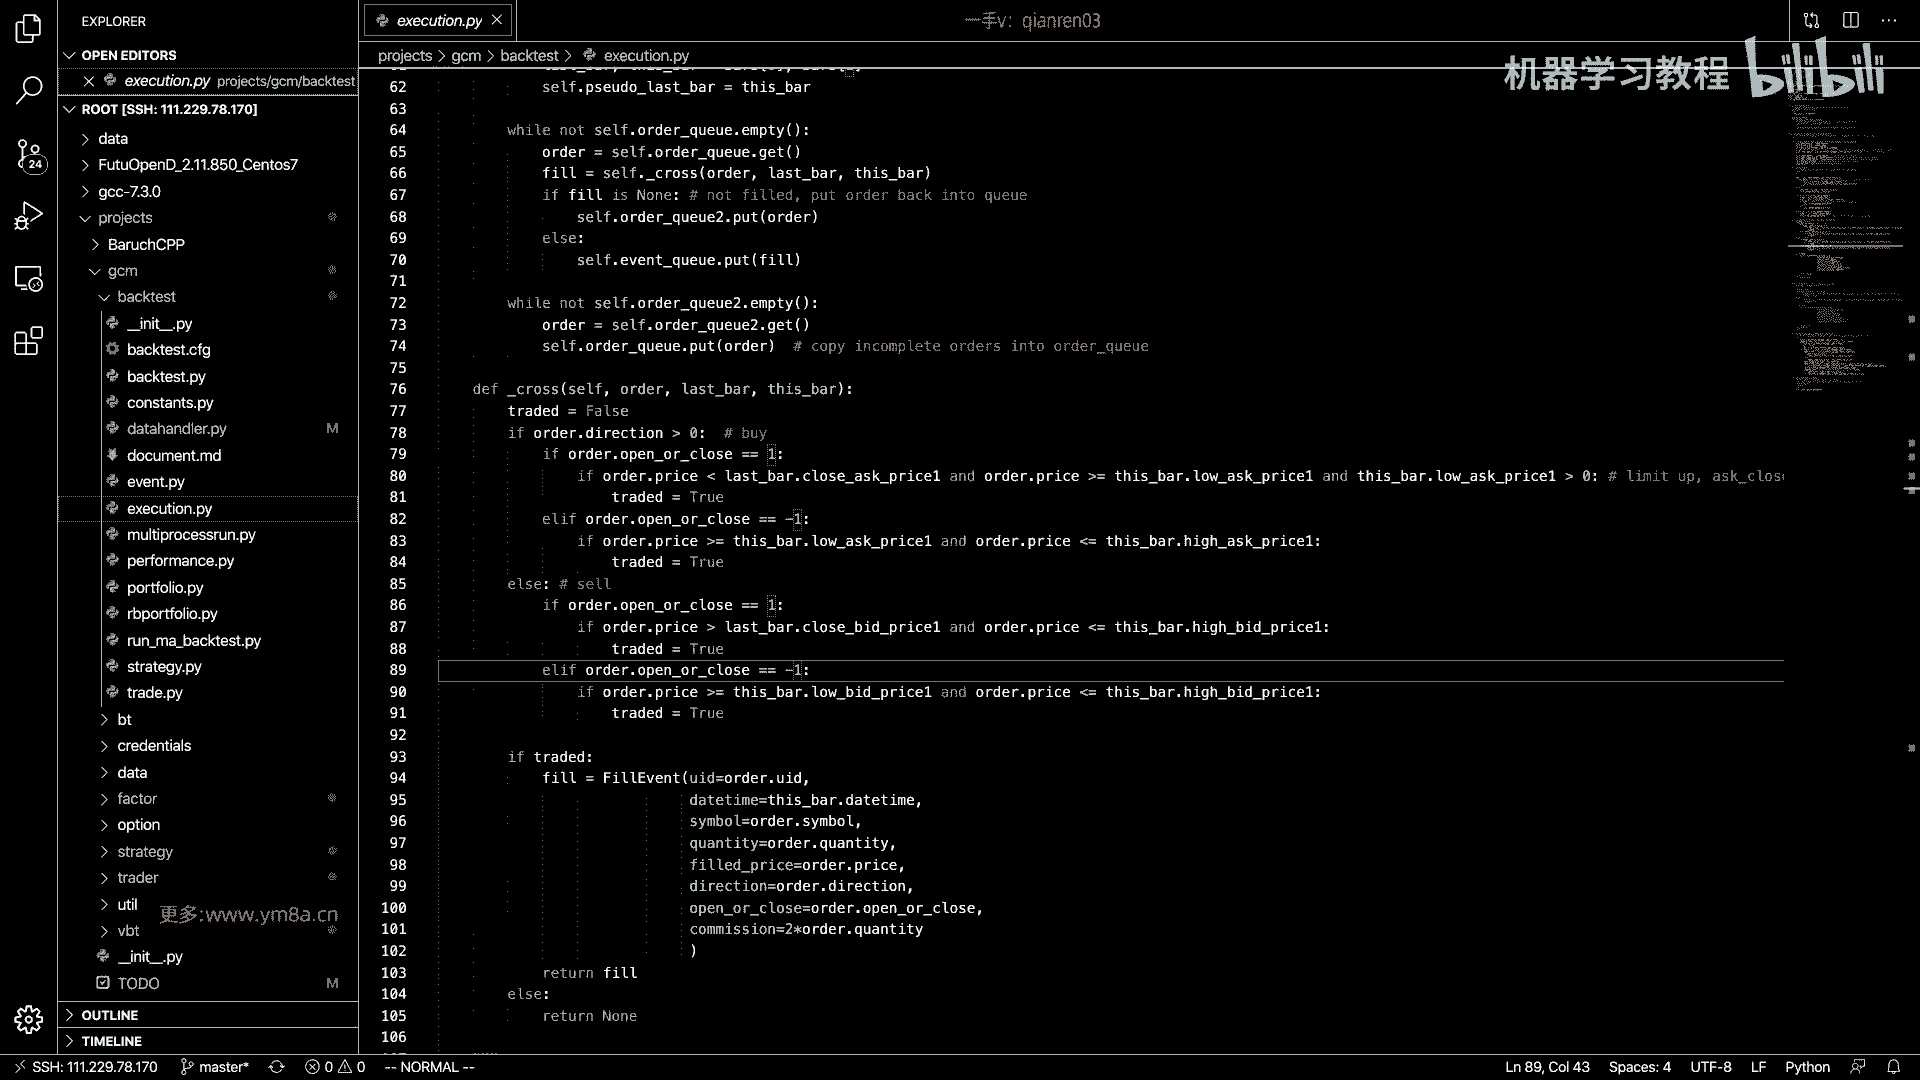 EXPLORER
OPEN EDITORS
execution.py projects/gcm/backtest
ROOT [SSH: 111.229.78.170]
data
FutuOpenD_2.11.850_Centos7
gcc-7.3.0
projects
BaruchCPP
gcm
backtest
__init__.py
backtest.cfg
backtest.py
constants.py
datahandler.py M
document.md
event.py
execution.py
multiprocessrun.py
performance.py
portfolio.py
rbportfolio.py
run_ma_backtest.py
strategy.py
trade.py
bt
credentials
data
factor
option
strategy
trader
util
更多:www.ym8a.cn
vbt
__init__.py
TODO M
OUTLINE
TIMELINE
24
execution.py
一手v: qianren03
projects > gcm > backtest > execution.py
机器学习教程 bilibili
62 self.pseudo_last_bar = this_bar
63
64 while not self.order_queue.empty():
65 order = self.order_queue.get()
66 fill = self._cross(order, last_bar, this_bar)
67 if fill is None: # not filled, put order back into queue
68 self.order_queue2.put(order)
69 else:
70 self.event_queue.put(fill)
71
72 while not self.order_queue2.empty():
73 order = self.order_queue2.get()
74 self.order_queue.put(order)  # copy incomplete orders into order_queue
75
76 def _cross(self, order, last_bar, this_bar):
77 traded = False
78 if order.direction > 0:  # buy
79 if order.open_or_close == 1:
80 if order.price < last_bar.close_ask_price1 and order.price >= this_bar.low_ask_price1 and this_bar.low_ask_price1 > 0: # limit up, ask_clos
81 traded = True
82 elif order.open_or_close == -1:
83 if order.price >= this_bar.low_ask_price1 and order.price <= this_bar.high_ask_price1:
84 traded = True
85 else: # sell
86 if order.open_or_close == 1:
87 if order.price > last_bar.close_bid_price1 and order.price <= this_bar.high_bid_price1:
88 traded = True
89 elif order.open_or_close == -1:
90 if order.price >= this_bar.low_bid_price1 and order.price <= this_bar.high_bid_price1:
91 traded = True
92
93 if traded:
94 fill = FillEvent(uid=order.uid,
95 datetime=this_bar.datetime,
96 symbol=order.symbol,
97 quantity=order.quantity,
98 filled_price=order.price,
99 direction=order.direction,
100 open_or_close=order.open_or_close,
101 commission=2*order.quantity
102 )
103 return fill
104 else:
105 return None
106
SSH: 111.229.78.170 master* 0 0 -- NORMAL -- Ln 89, Col 43 Spaces: 4 UTF-8 LF Python